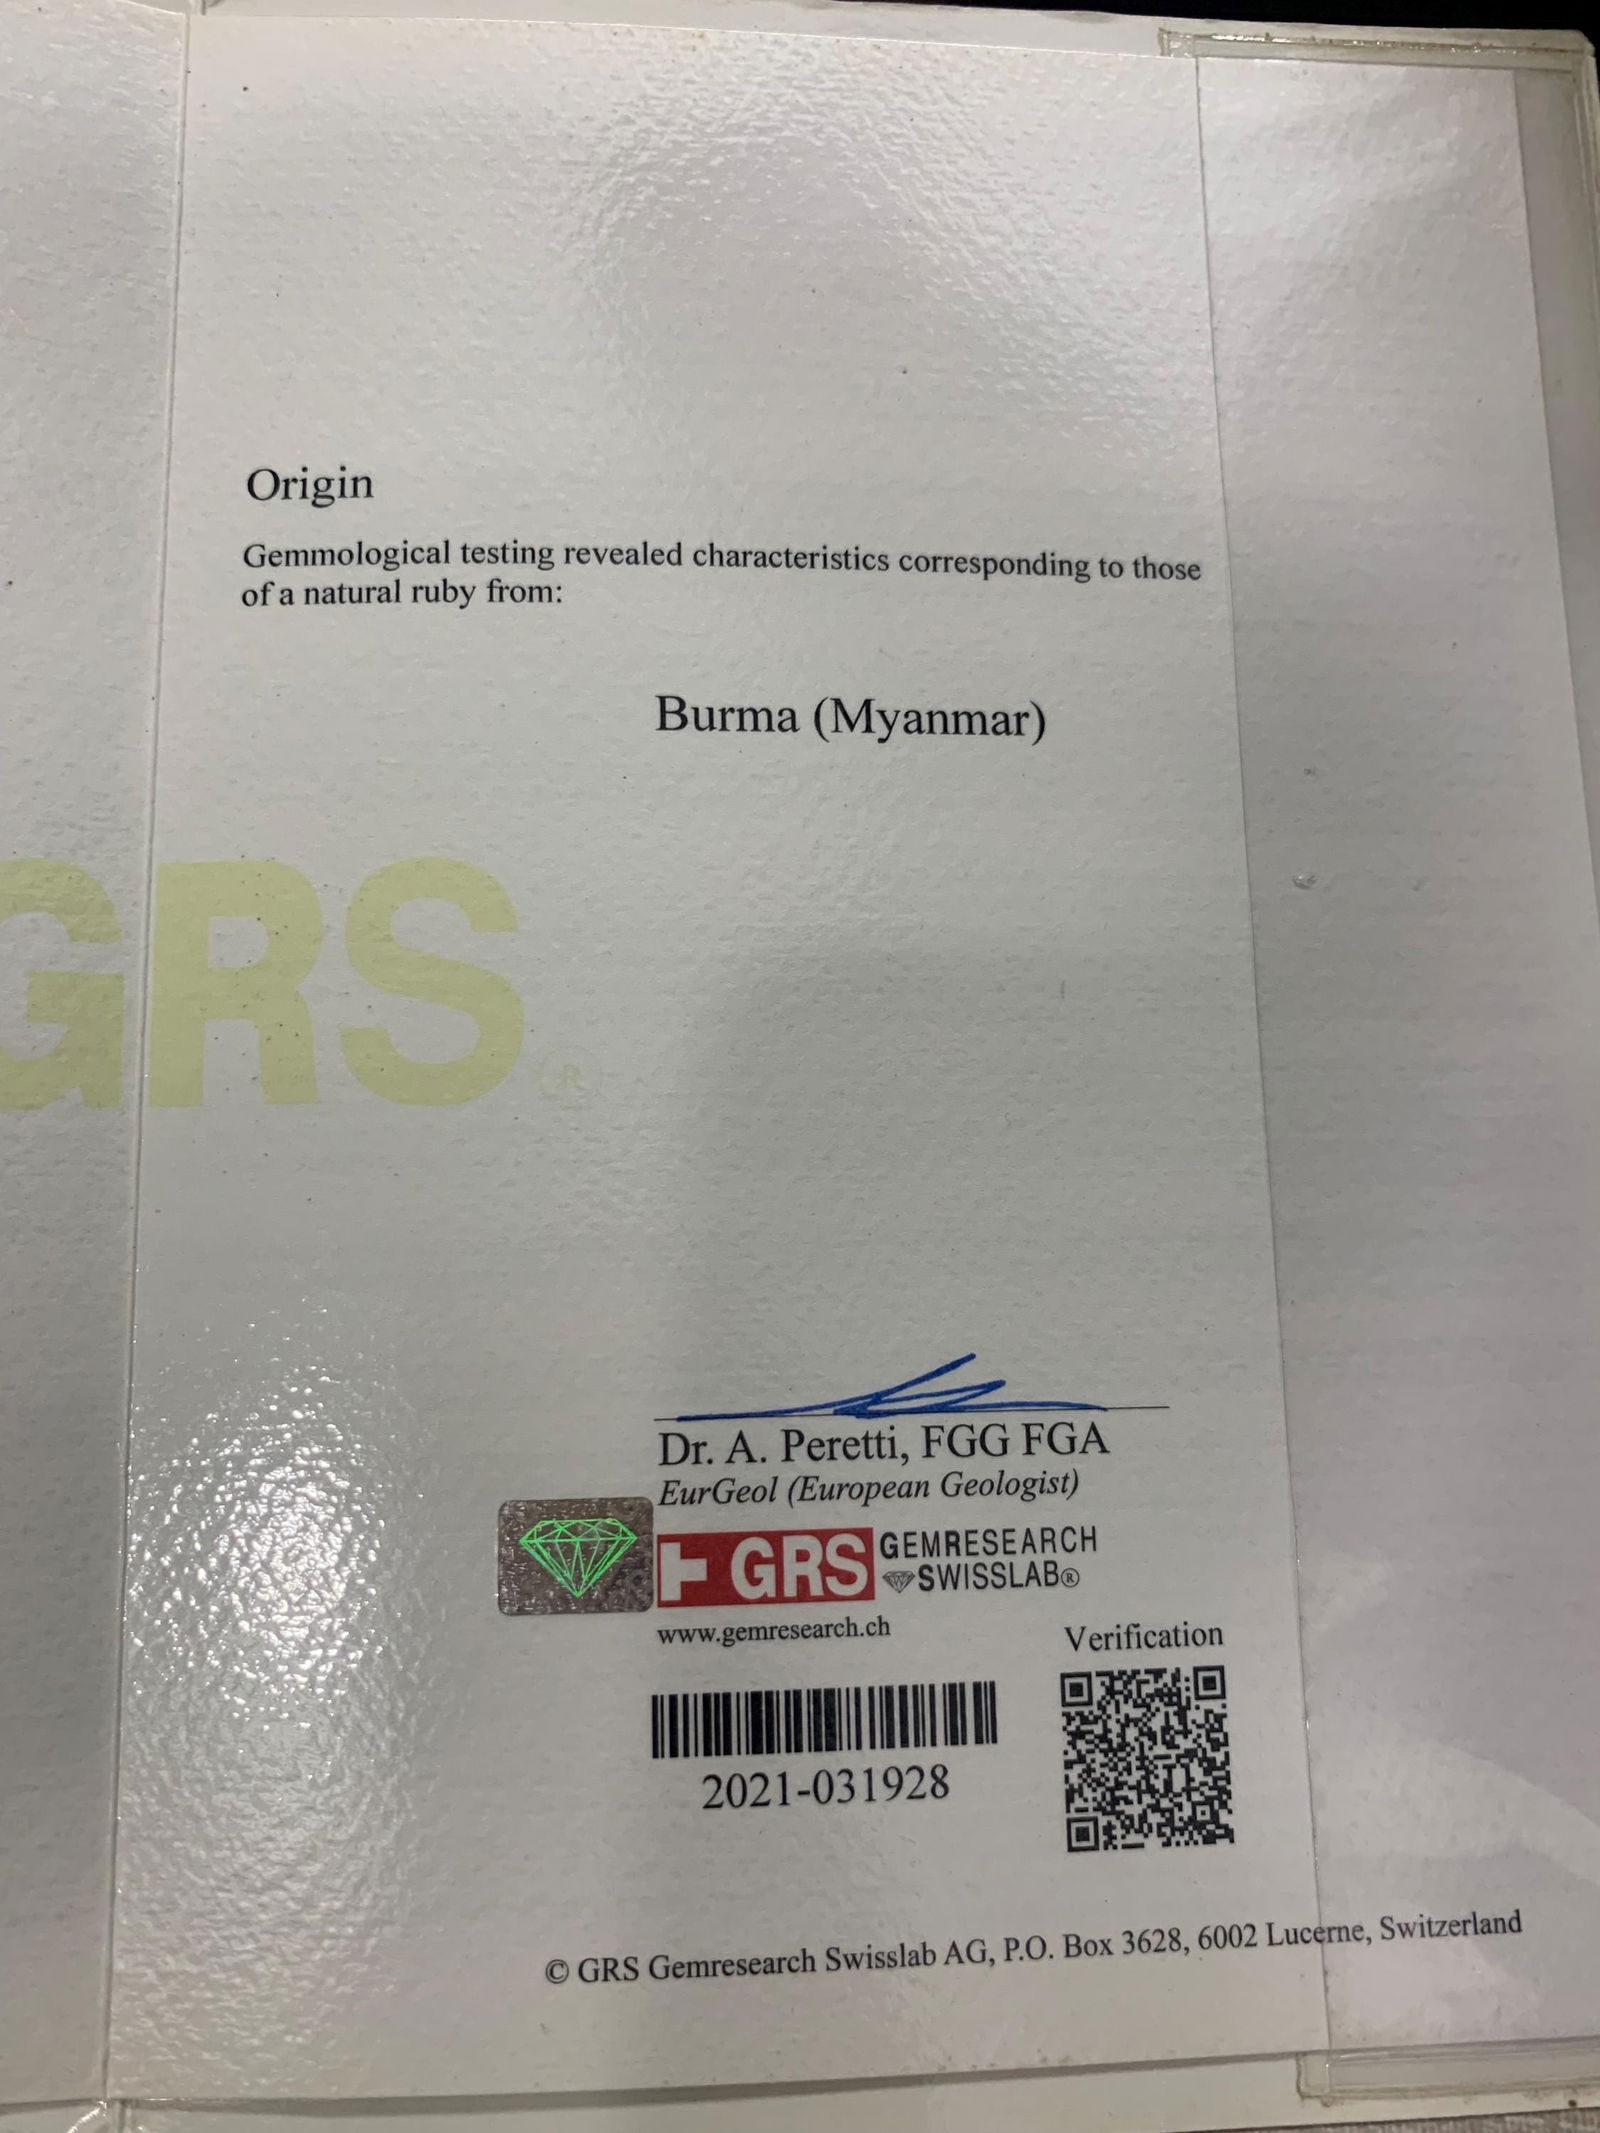 Origin
Gemmological testing revealed characteristics corresponding to those
of a natural ruby from:
Burma (Myanmar)
GRS®
Dr. A. Peretti, FGG FGA
EurGeol (European Geologist)
GRS GEMRESEARCH
SWISSLAB®
www.gemresearch.ch
Verification
2021-031928
© GRS Gemresearch Swisslab AG, P.O. Box 3628, 6002 Lucerne, Switzerland